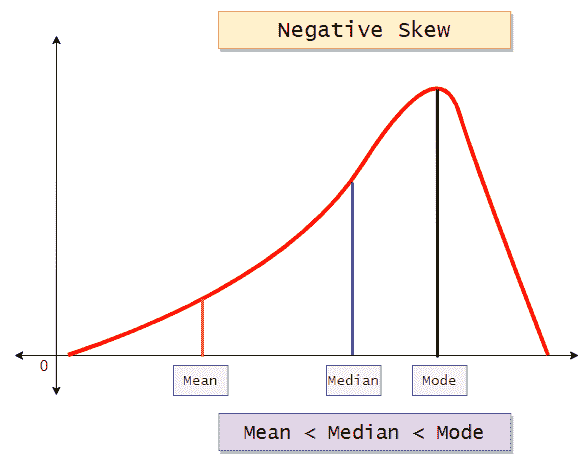 Negative Skew
0
Mean
Median
Mode
Mean < Median < Mode